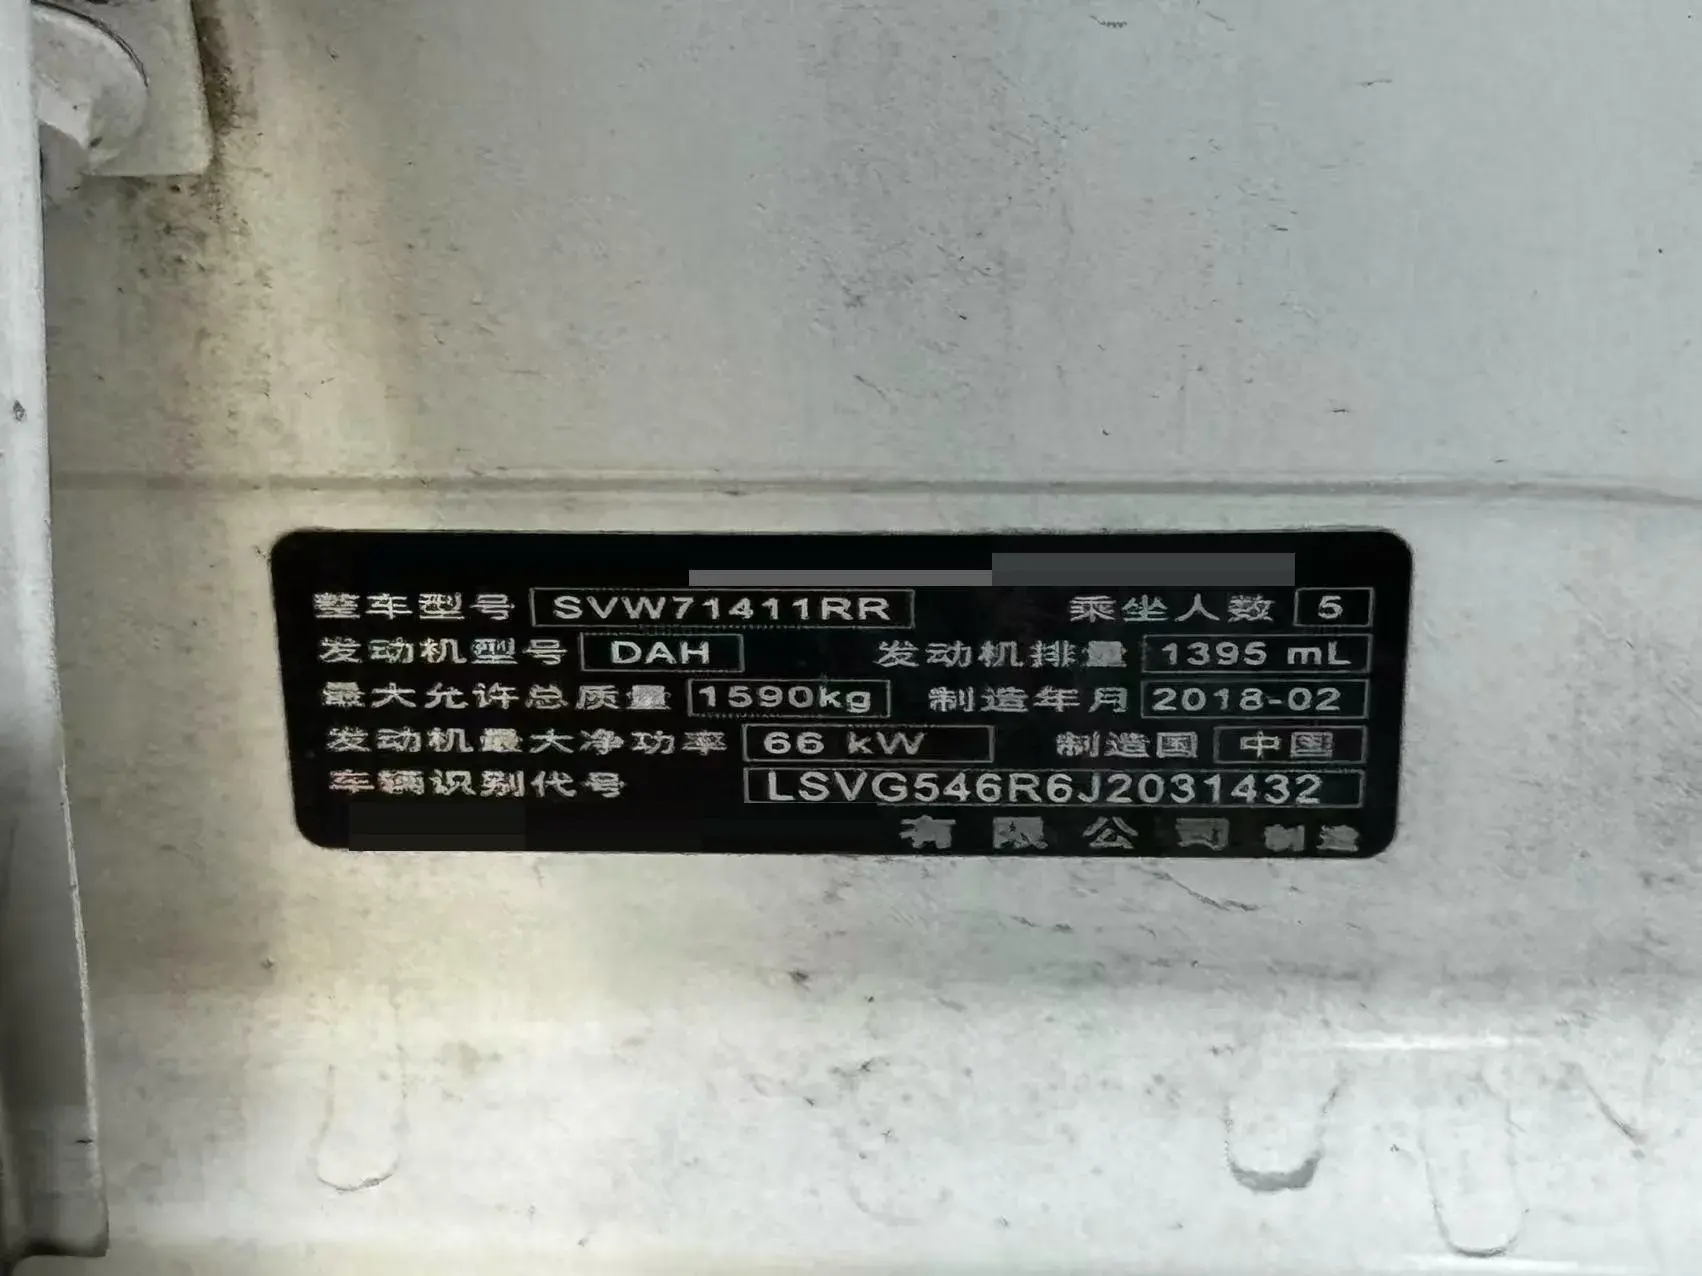 整车型号 SVW71411RR 乘坐人数 5
发动机型号 DAH 发动机排量 1395 mL
最大允许总质量 1590kg 制造年月 2018-02
发动机最大净功率 66 kW 制造国 中国
车辆识别代号 LSVG546R6J2031432
有限公司 制造